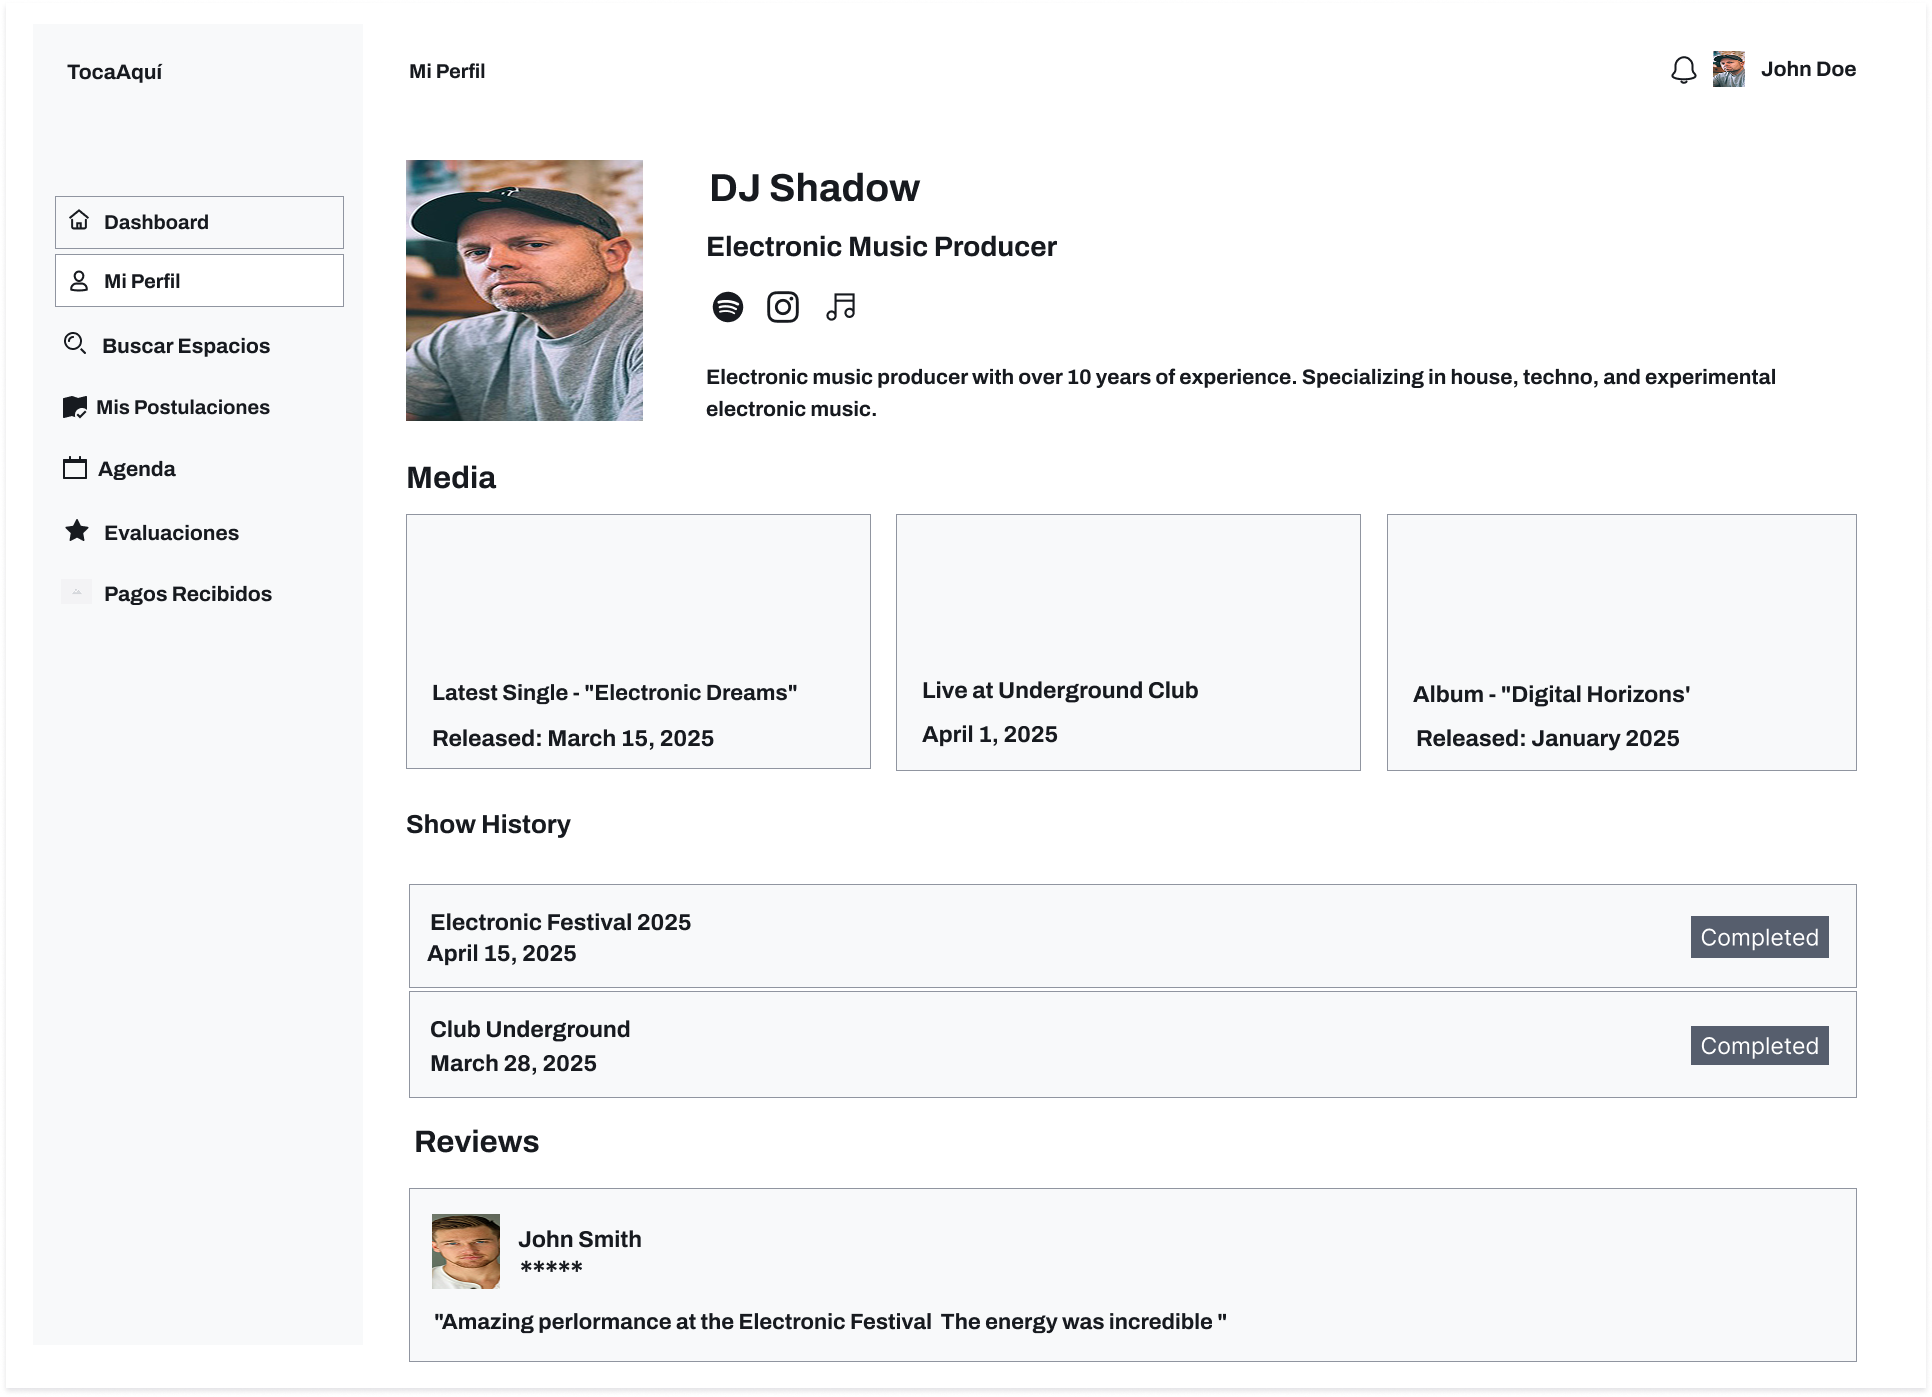 TocaAquí
Mi Perfil
John Doe
Dashboard
Mi Perfil
Buscar Espacios
Mis Postulaciones
Agenda
Evaluaciones
Pagos Recibidos
DJ Shadow
Electronic Music Producer
Electronic music producer with over 10 years of experience. Specializing in house, techno, and experimental
electronic music.
Media
Latest Single - "Electronic Dreams"
Released: March 15, 2025
Live at Underground Club
April 1, 2025
Album - "Digital Horizons'
Released: January 2025
Show History
Electronic Festival 2025
April 15, 2025
Completed
Club Underground
March 28, 2025
Completed
Reviews
John Smith
*****
"Amazing perlormance at the Electronic Festival  The energy was incredible "